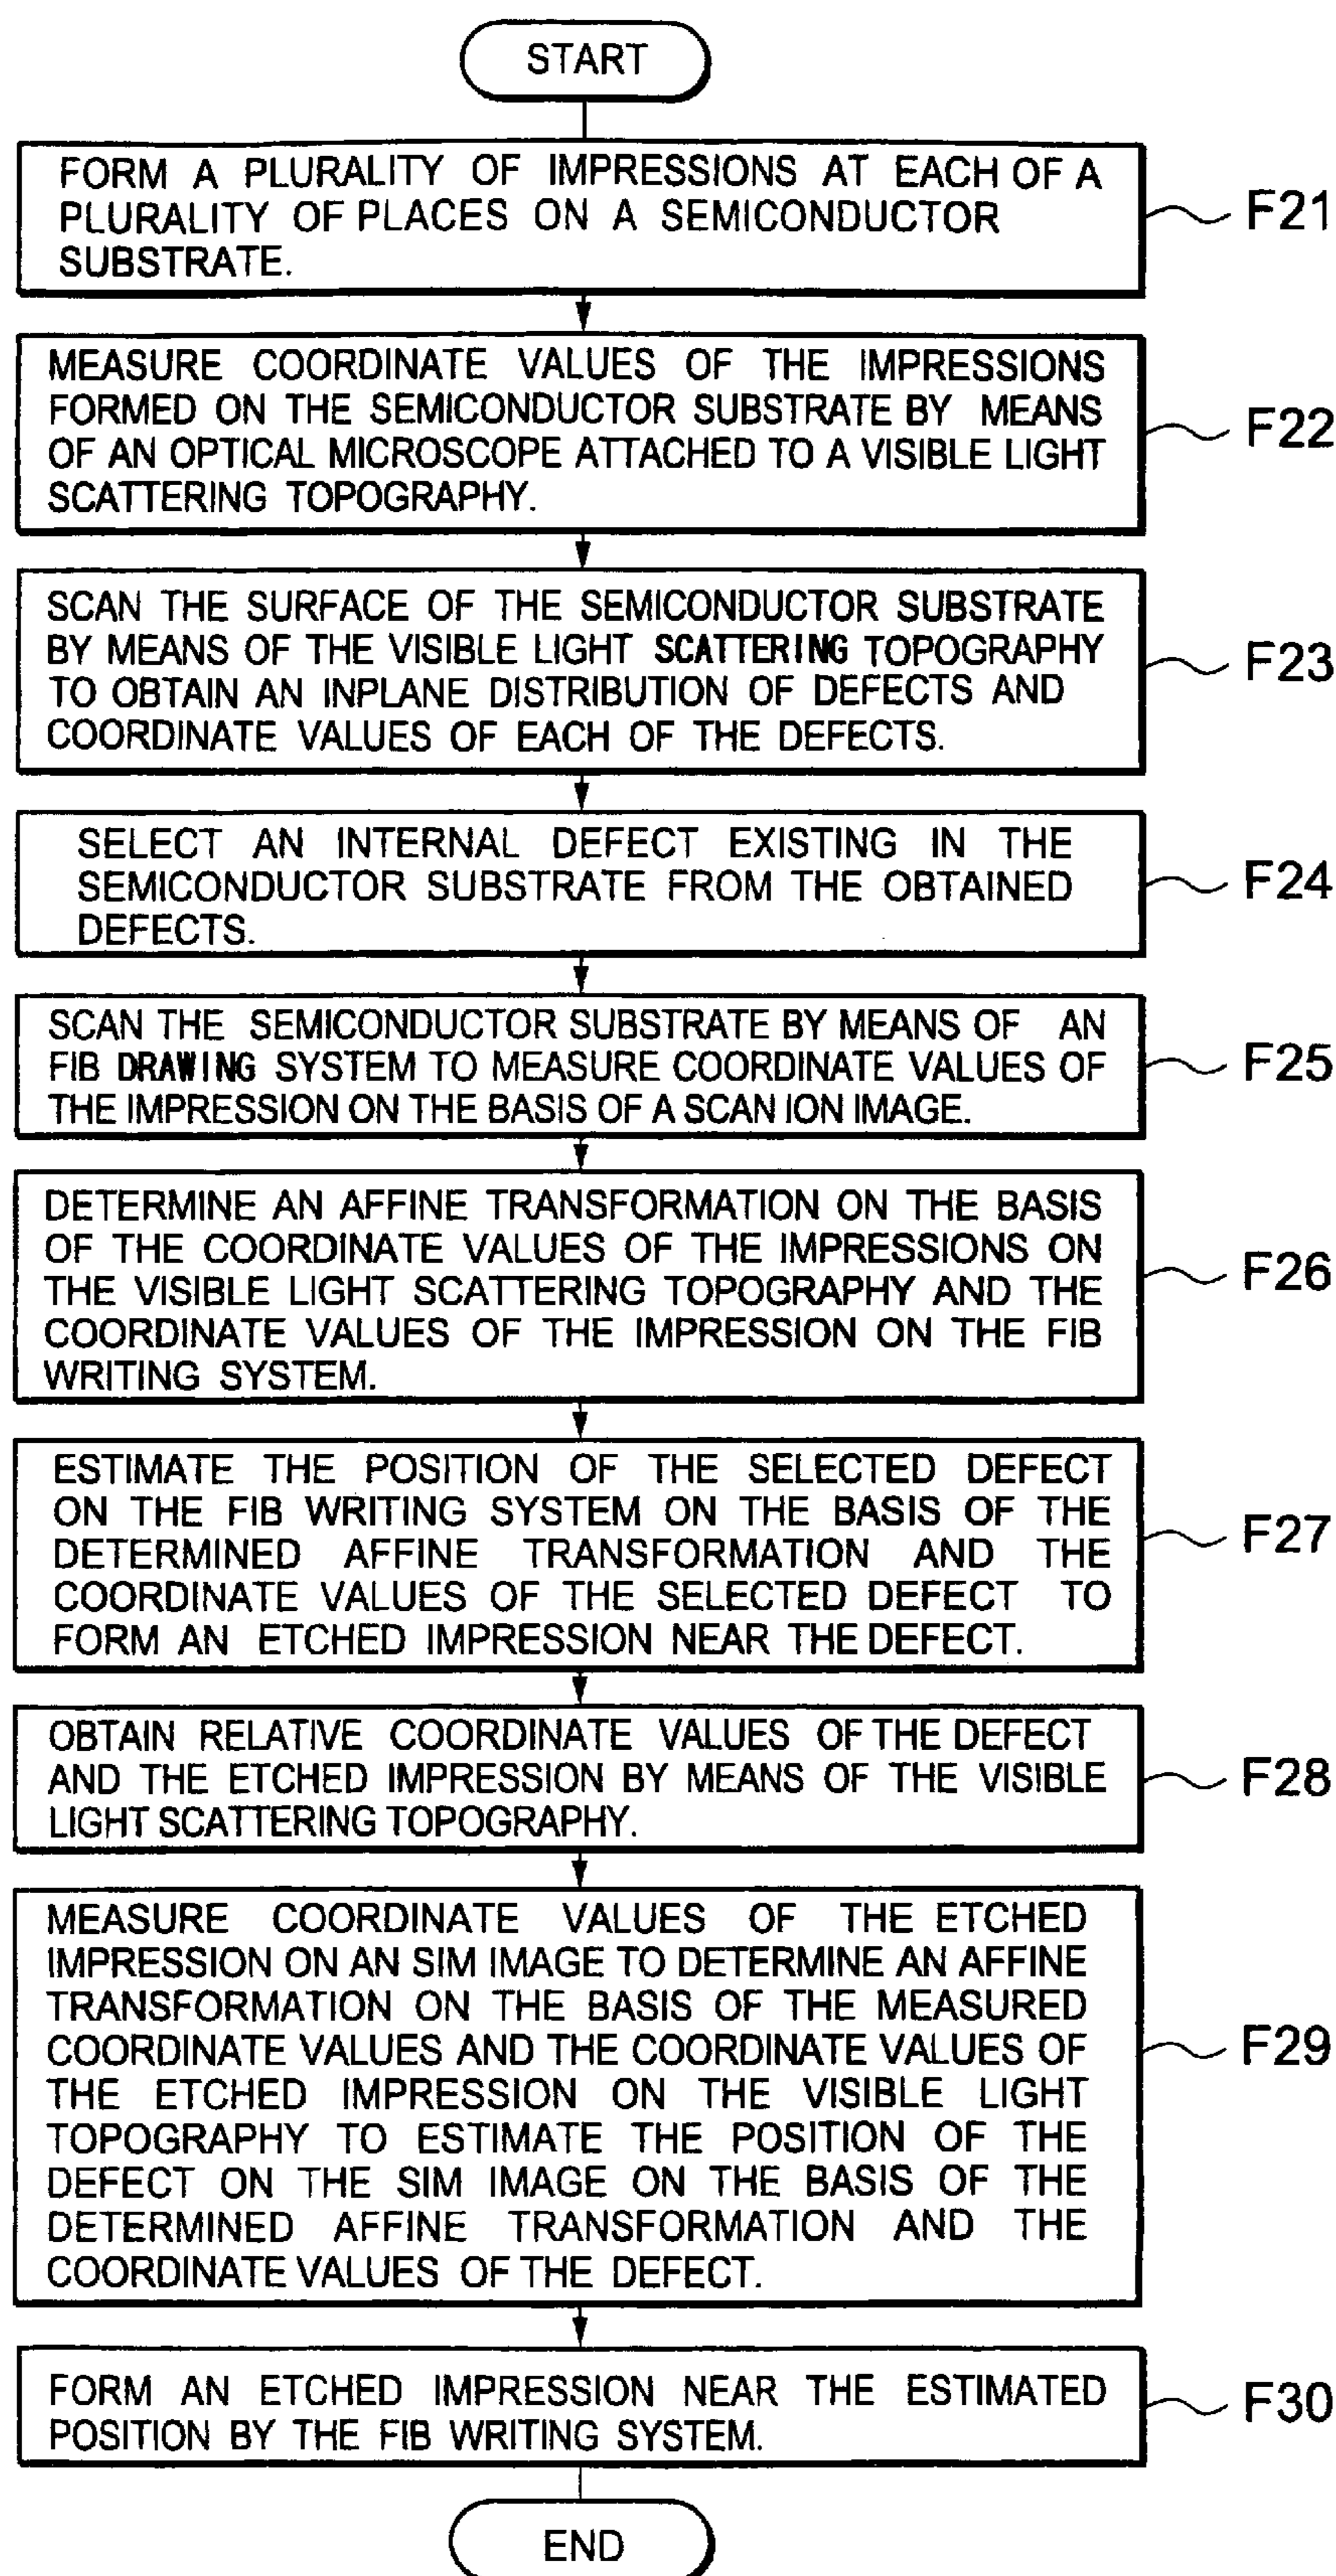 START
FORM A PLURALITY OF IMPRESSIONS AT EACH OF A
PLURALITY OF PLACES ON A SEMICONDUCTOR
SUBSTRATE.
F21
MEASURE COORDINATE VALUES OF THE IMPRESSIONS
FORMED ON THE SEMICONDUCTOR SUBSTRATE BY MEANS
OF AN OPTICAL MICROSCOPE ATTACHED TO A VISIBLE LIGHT
SCATTERING TOPOGRAPHY.
F22
SCAN THE SURFACE OF THE SEMICONDUCTOR SUBSTRATE
BY MEANS OF THE VISIBLE LIGHT SCATTERING TOPOGRAPHY
TO OBTAIN AN INPLANE DISTRIBUTION OF DEFECTS AND
COORDINATE VALUES OF EACH OF THE DEFECTS.
F23
SELECT AN INTERNAL DEFECT EXISTING IN THE
SEMICONDUCTOR SUBSTRATE FROM THE OBTAINED
DEFECTS.
F24
SCAN THE SEMICONDUCTOR SUBSTRATE BY MEANS OF AN
FIB DRAWING SYSTEM TO MEASURE COORDINATE VALUES OF
THE IMPRESSION ON THE BASIS OF A SCAN ION IMAGE.
F25
DETERMINE AN AFFINE TRANSFORMATION ON THE BASIS
OF THE COORDINATE VALUES OF THE IMPRESSIONS ON
THE VISIBLE LIGHT SCATTERING TOPOGRAPHY AND THE
COORDINATE VALUES OF THE IMPRESSION ON THE FIB
WRITING SYSTEM.
F26
ESTIMATE THE POSITION OF THE SELECTED DEFECT
ON THE FIB WRITING SYSTEM ON THE BASIS OF THE
DETERMINED AFFINE TRANSFORMATION AND THE
COORDINATE VALUES OF THE SELECTED DEFECT TO
FORM AN ETCHED IMPRESSION NEAR THE DEFECT.
F27
OBTAIN RELATIVE COORDINATE VALUES OF THE DEFECT
AND THE ETCHED IMPRESSION BY MEANS OF THE VISIBLE
LIGHT SCATTERING TOPOGRAPHY.
F28
MEASURE COORDINATE VALUES OF THE ETCHED
IMPRESSION ON AN SIM IMAGE TO DETERMINE AN AFFINE
TRANSFORMATION ON THE BASIS OF THE MEASURED
COORDINATE VALUES AND THE COORDINATE VALUES OF
THE ETCHED IMPRESSION ON THE VISIBLE LIGHT
TOPOGRAPHY TO ESTIMATE THE POSITION OF THE
DEFECT ON THE SIM IMAGE ON THE BASIS OF THE
DETERMINED AFFINE TRANSFORMATION AND THE
COORDINATE VALUES OF THE DEFECT.
F29
FORM AN ETCHED IMPRESSION NEAR THE ESTIMATED
POSITION BY THE FIB WRITING SYSTEM.
F30
END